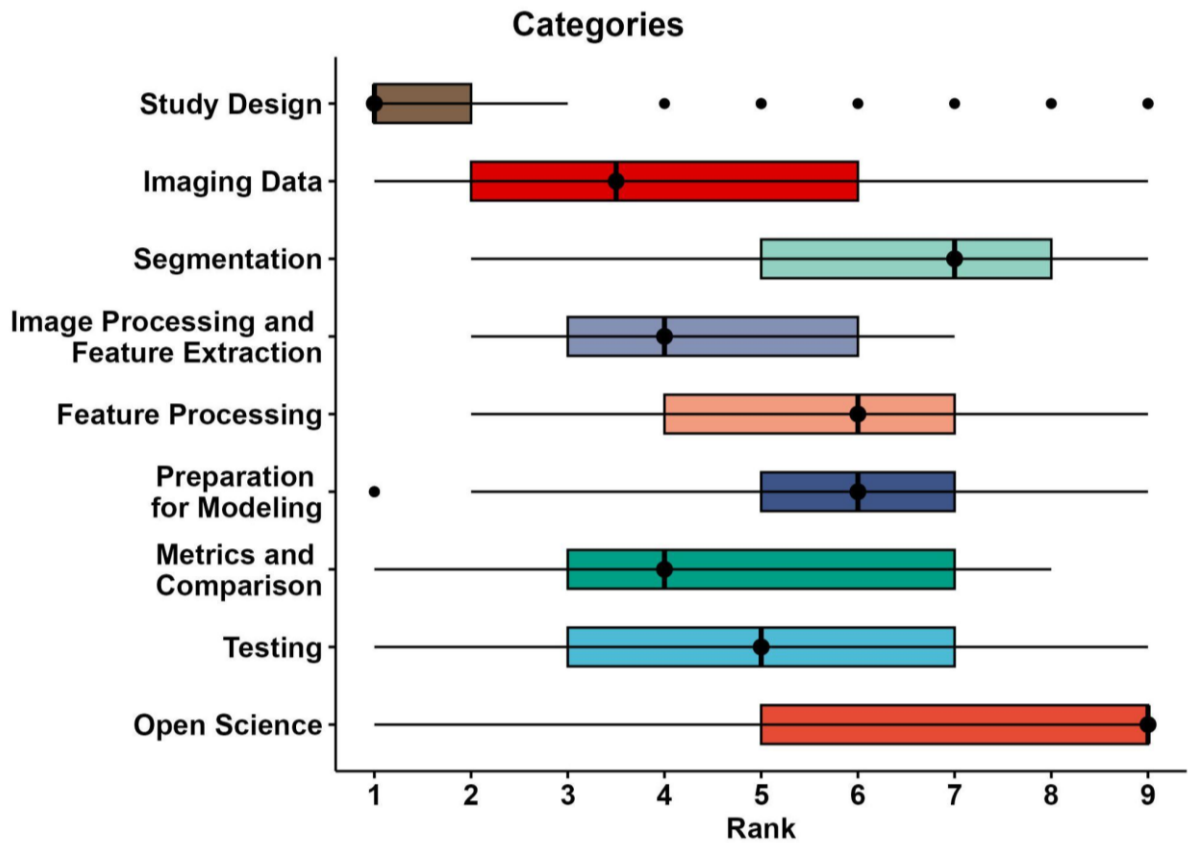 Categories
Study Design
Imaging Data
Segmentation
Image Processing and
Feature Extraction
Feature Processing
Preparation
for Modeling
Metrics and
Comparison
Testing
Open Science
1 2 3 4 5 6 7 8 9
Rank